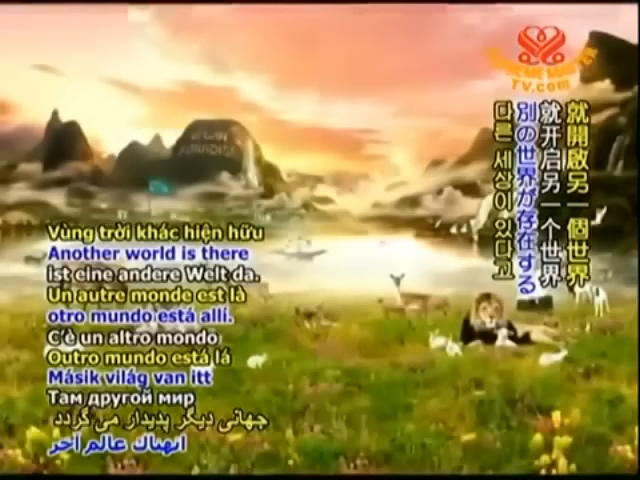 TV.com
就開啟另一個世界
就开启另一个世界
別の世界が存在する
다른 세상이 있다고
Vùng trời khác hiện hữu
Another world is there
ist eine andere Welt da.
Un autre monde est là
otro mundo está allí.
C'è un altro mondo
Outro mundo está lá
Másik világ van itt
Там другой мир
جهانی دیگر پدیدار می گردد
انهناك عالم آخر